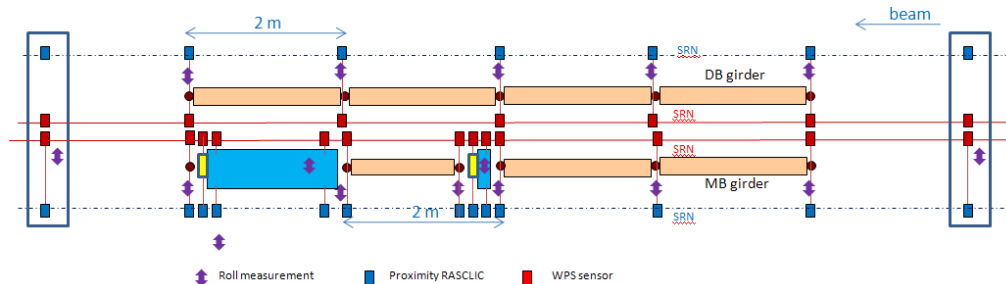 2 m
beam
SRN
DB girder
SRN
SRN
MB girder
2 m
SRN
Roll measurement
Proximity RASCLIC
WPS sensor